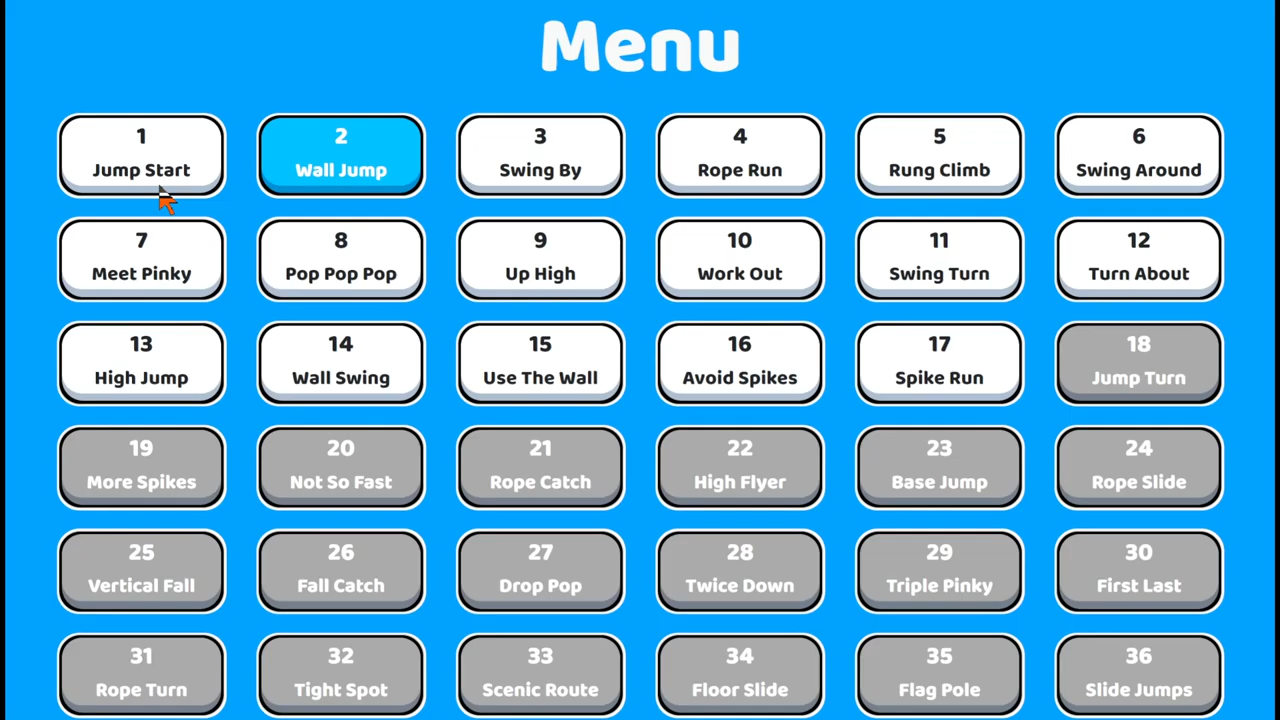 Menu
1
Jump Start
2
Wall Jump
3
Swing By
4
Rope Run
5
Rung Climb
6
Swing Around
7
Meet Pinky
8
Pop Pop Pop
9
Up High
10
Work Out
11
Swing Turn
12
Turn About
13
High Jump
14
Wall Swing
15
Use The Wall
16
Avoid Spikes
17
Spike Run
18
Jump Turn
19
More Spikes
20
Not So Fast
21
Rope Catch
22
High Flyer
23
Base Jump
24
Rope Slide
25
Vertical Fall
26
Fall Catch
27
Drop Pop
28
Twice Down
29
Triple Pinky
30
First Last
31
Rope Turn
32
Tight Spot
33
Scenic Route
34
Floor Slide
35
Flag Pole
36
Slide Jumps